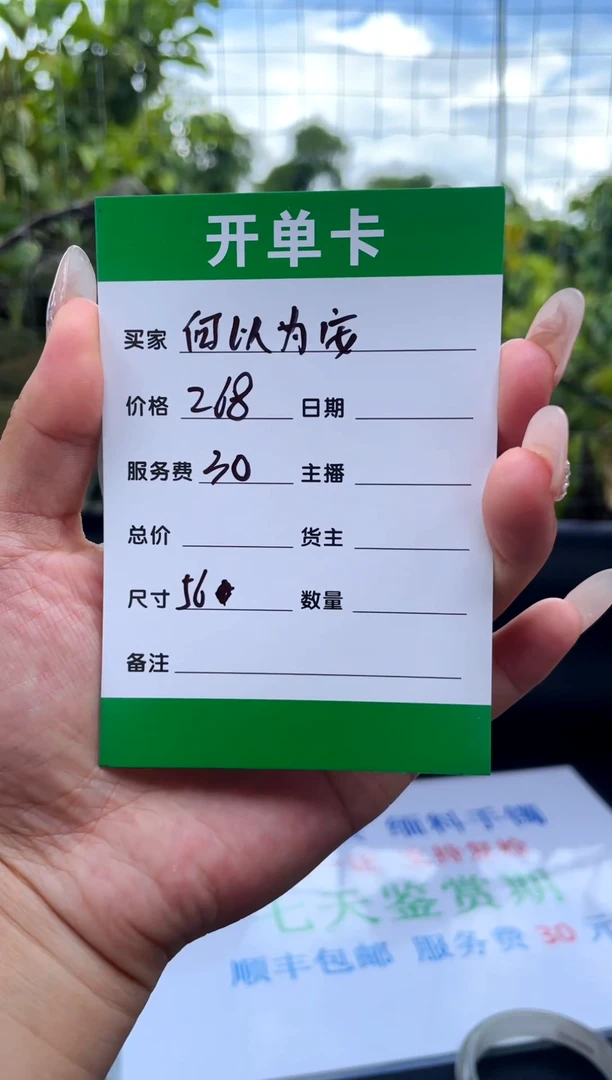 开单卡
买家 何以为安
价格 268 日期
服务费 30 主播
总价 货主
尺寸 56 数量
备注
缅料手镯
七天鉴赏期
顺丰包邮 服务费 30 元